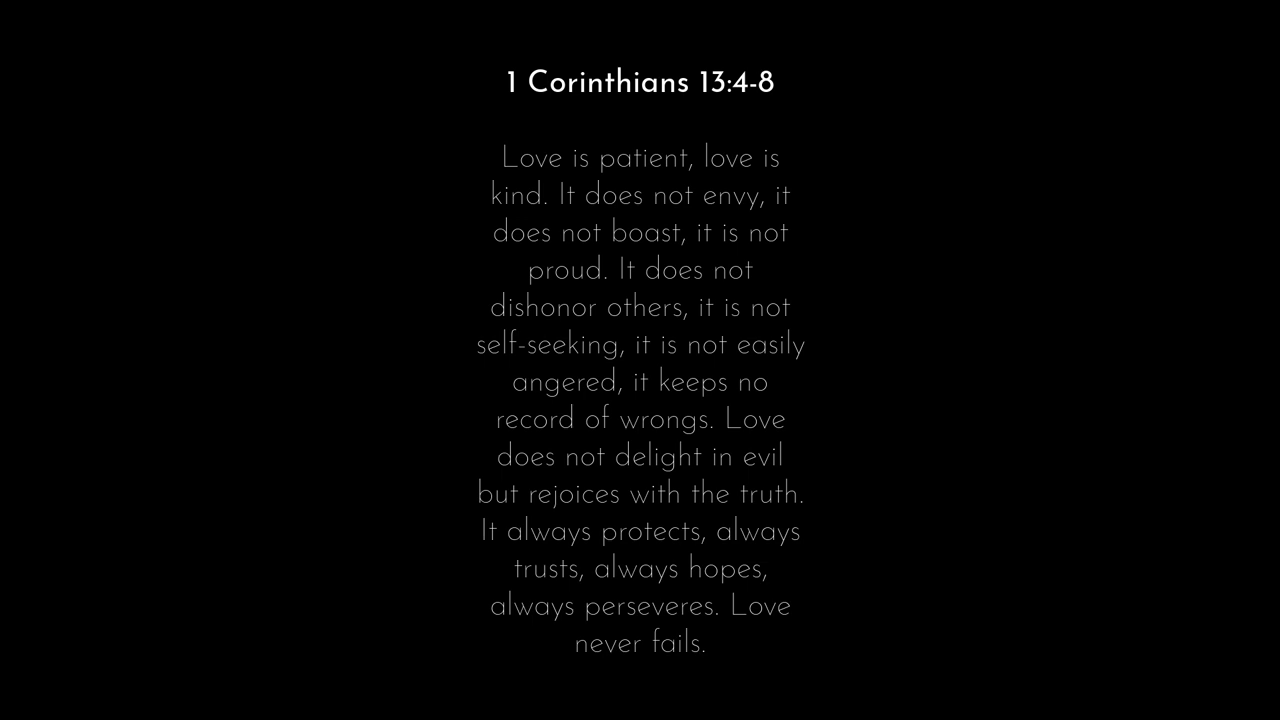 1 Corinthians 13:4-8
Love is patient, love is
kind. It does not envy, it
does not boast, it is not
proud. It does not
dishonor others, it is not
self-seeking, it is not easily
angered, it keeps no
record of wrongs. Love
does not delight in evil
but rejoices with the truth.
It always protects, always
trusts, always hopes,
always perseveres. Love
never fails.